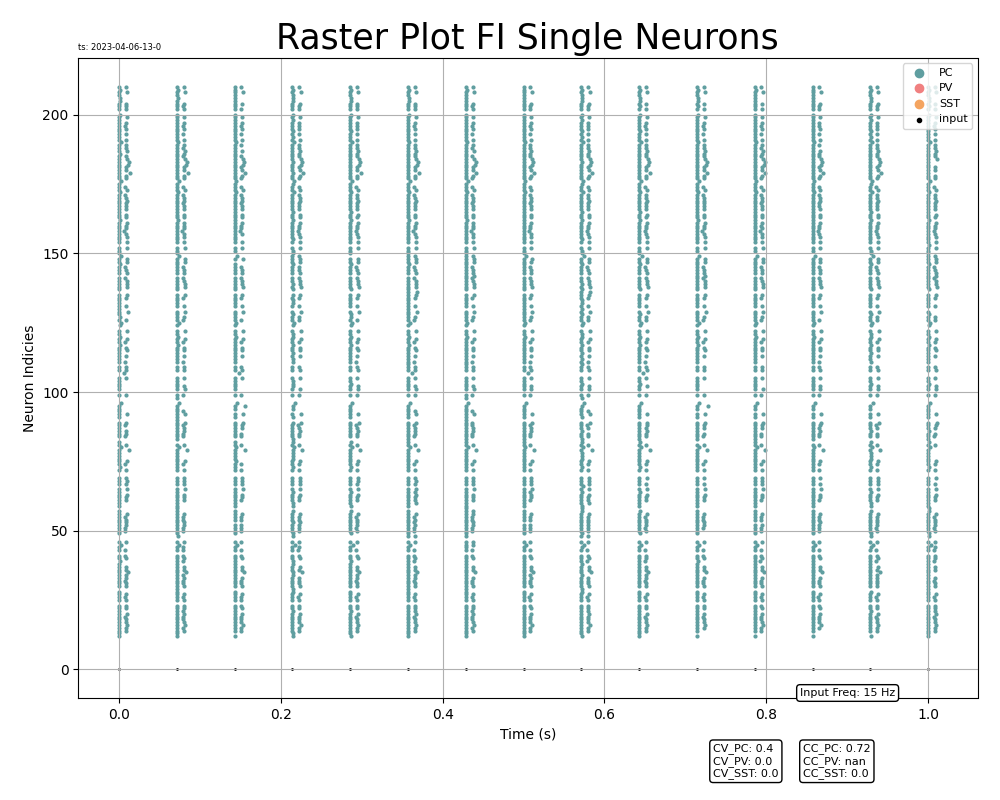 Raster Plot FI Single Neurons
ts: 2023-04-06-13-0
PC
PV
SST
input
200
150
100
50
0
Neuron Indicies
Input Freq: 15 Hz
0.0 0.2 0.4 0.6 0.8 1.0
Time (s)
CV_PC: 0.4
CV_PV: 0.0
CV_SST: 0.0
CC_PC: 0.72
CC_PV: nan
CC_SST: 0.0